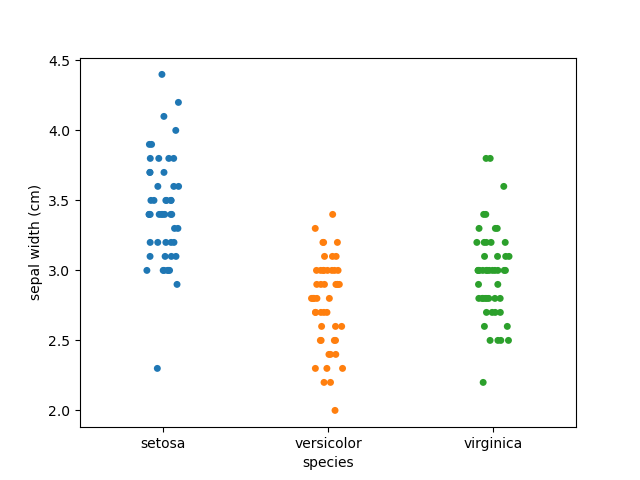 4.5
4.0
3.5
3.0
2.5
2.0
sepal width (cm)
setosa
versicolor
virginica
species